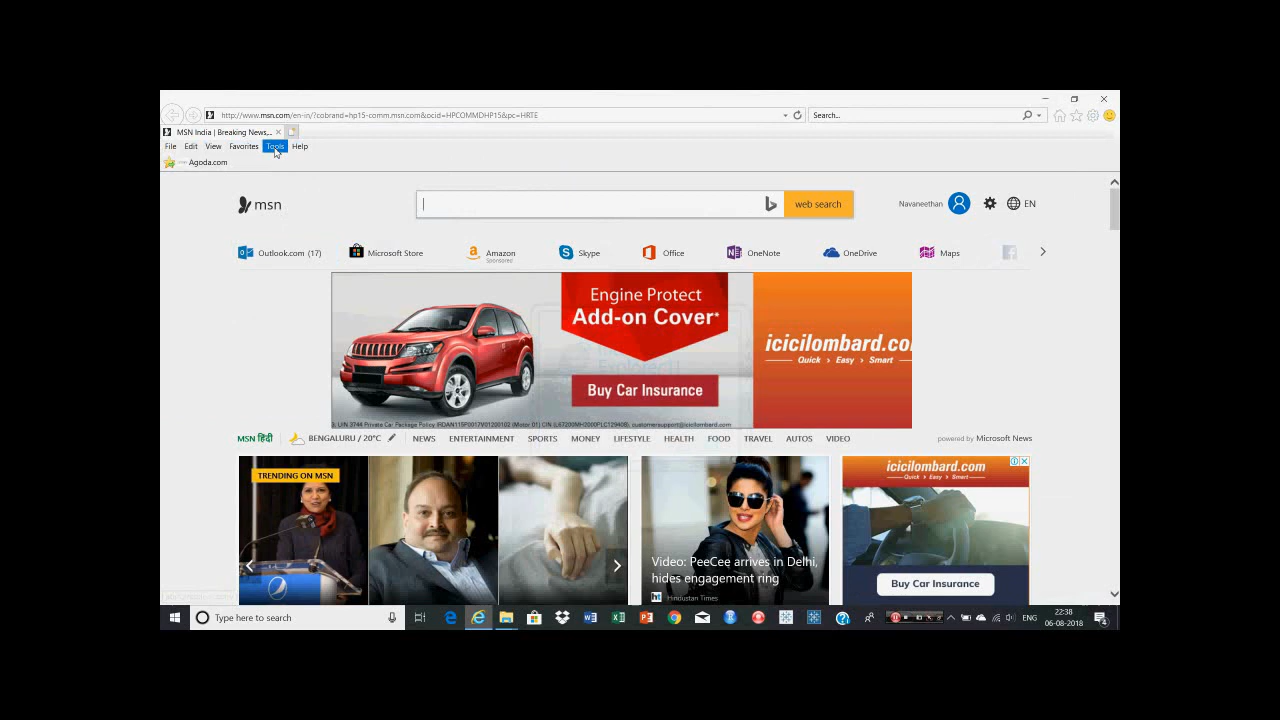 http://www.msn.com/en-in/?cobrand=hp15-comm.msn.com&ocid=HPCOMMDHP15&pc=HRTE
Search...
MSN India | Breaking News,...
File Edit View Favorites Tools Help
Agoda.com
msn
web search
Navaneethan
EN
Outlook.com (17)
Microsoft Store
Amazon
Sponsored
Skype
Office
OneNote
OneDrive
Maps
Engine Protect
Add-on Cover*
Buy Car Insurance
icicilombard.co
Quick > Easy > Smart
MSN हिंदी
BENGALURU / 20°C
NEWS ENTERTAINMENT SPORTS MONEY LIFESTYLE HEALTH FOOD TRAVEL AUTOS VIDEO
powered by Microsoft News
TRENDING ON MSN
Video: PeeCee arrives in Delhi,
hides engagement ring
ht Hindustan Times
icicilombard.com
Quick > Easy > Smart
Buy Car Insurance
Type here to search
ENG
22:38
06-08-2018